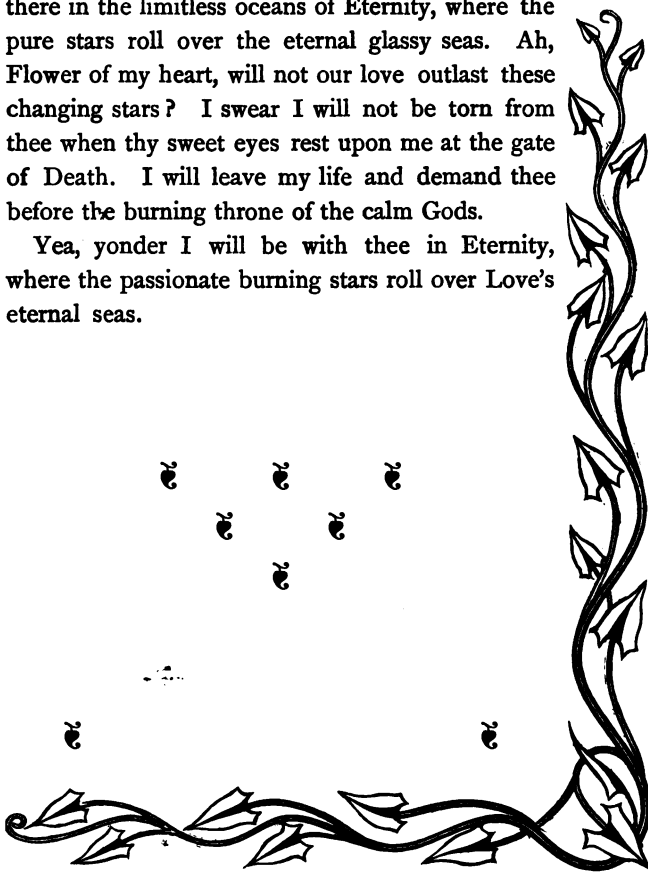 there in the limitless oceans of Eternity, where the
pure stars roll over the eternal glassy seas. Ah,
Flower of my heart, will not our love outlast these
changing stars? I swear I will not be torn from
thee when thy sweet eyes rest upon me at the gate
of Death. I will leave my life and demand thee
before the burning throne of the calm Gods.
Yea, yonder I will be with thee in Eternity,
where the passionate burning stars roll over Love's
eternal seas.
❧ ❧ ❧
❧ ❧
❧
❧ ❧